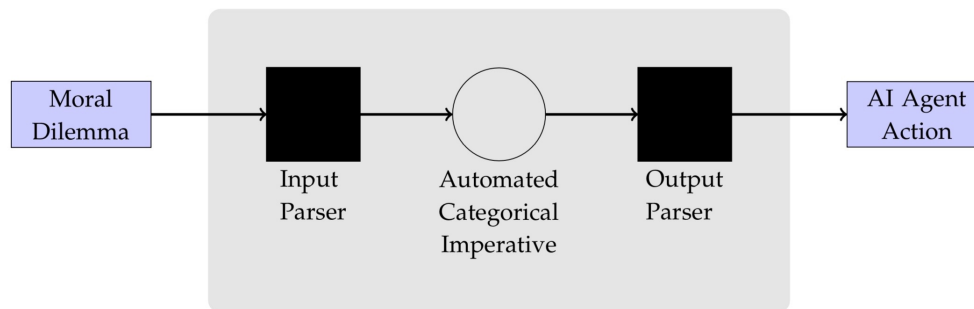 Moral
Dilemma
Input
Parser
Automated
Categorical
Imperative
Output
Parser
AI Agent
Action